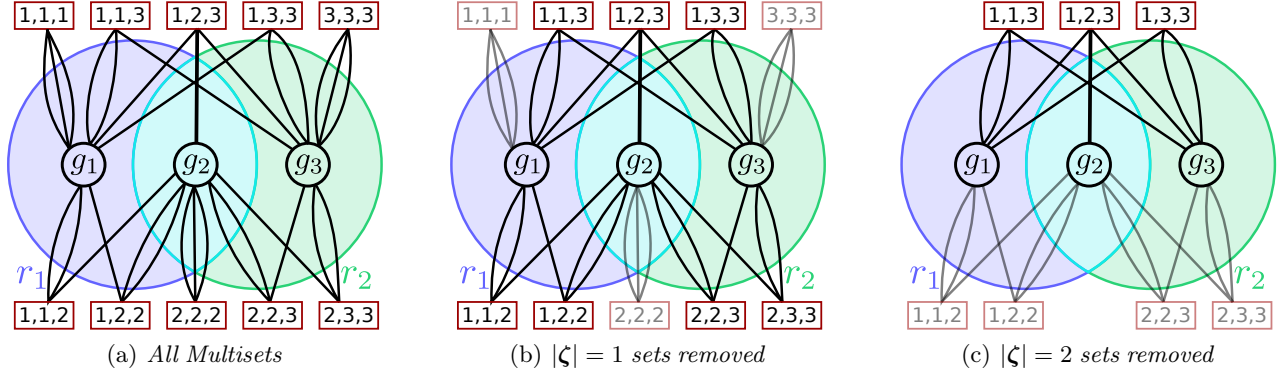 1,1,1 1,1,3 1,2,3 1,3,3 3,3,3
g₁ g₂ g₃
r₁ r₂
1,1,2 1,2,2 2,2,2 2,2,3 2,3,3
(a) All Multisets
1,1,1 1,1,3 1,2,3 1,3,3 3,3,3
g₁ g₂ g₃
r₁ r₂
1,1,2 1,2,2 2,2,2 2,2,3 2,3,3
(b) |ζ| = 1 sets removed
1,1,3 1,2,3 1,3,3
g₁ g₂ g₃
r₁ r₂
1,1,2 1,2,2 2,2,3 2,3,3
(c) |ζ| = 2 sets removed